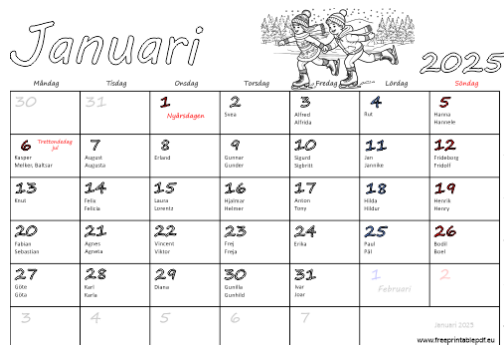 Januari
2025
Måndag Tisdag Onsdag Torsdag Fredag Lördag Söndag
30 31 1 2 3 4 5
Nyårsdagen Svea Alfred Rut Hanna
Alfrida Hannele
6 Trettondedag 7 8 9 10 11 12
jul
Kasper August Erland Gunnar Sigurd Jan Frideborg
Melker, Baltsar Augusta Gunder Sigbritt Jannike Fridolf
13 14 15 16 17 18 19
Knut Felix Laura Hjalmar Anton Hilda Henrik
Felicia Lorentz Helmer Tony Hildur Henry
20 21 22 23 24 25 26
Fabian Agnes Vincent Frej Erika Paul Bodil
Sebastian Agneta Viktor Freja Pål Boel
27 28 29 30 31 1 2
Göte Karl Diana Gunilla Ivar Februari
Göta Karla Gunhild Joar
3 4 5 6 7
Januari 2025
www.freeprintablepdf.eu